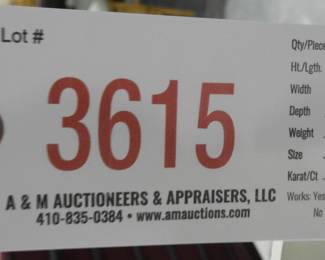 Lot #
3615
A & M AUCTIONEERS & APPRAISERS, LLC
410-835-0384 • www.amauctions.com
Qty/Piece
Ht./Lgth.
Width
Depth
Weight
Size
Karat/Ct
Works: Yes
No